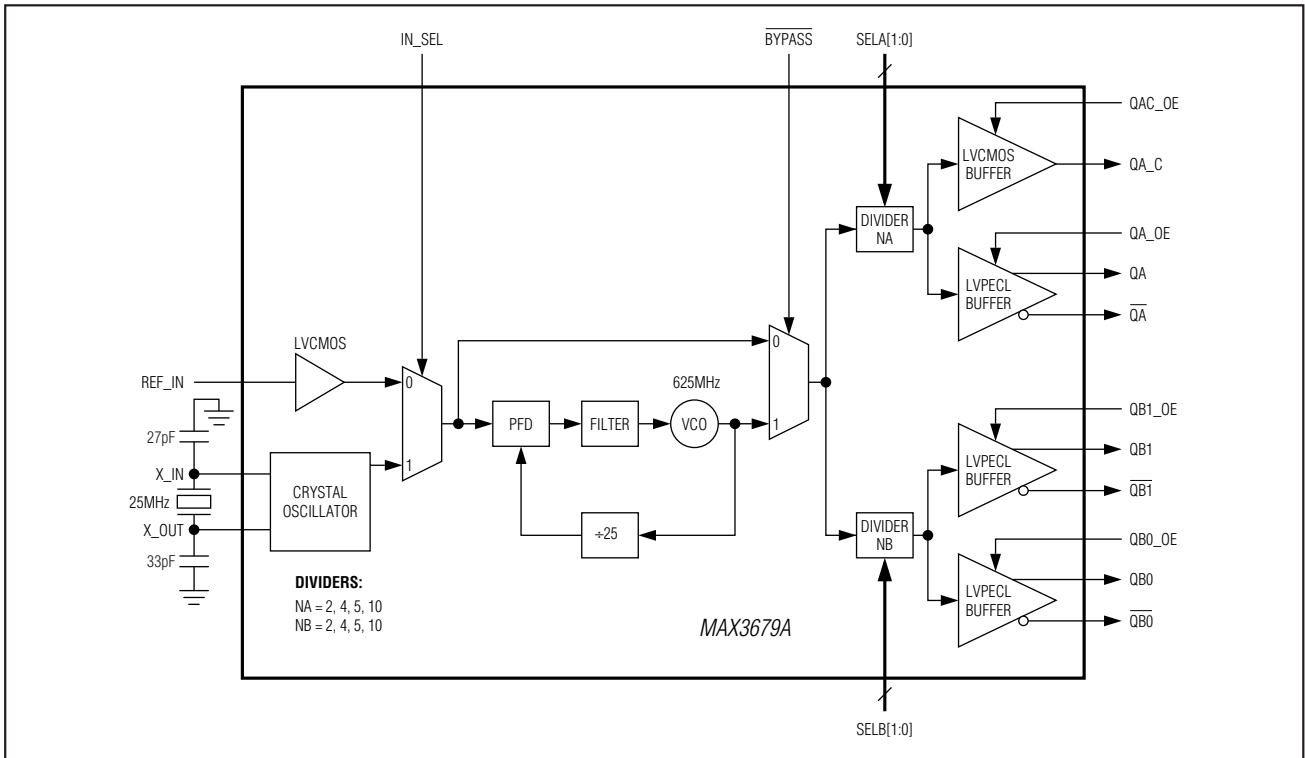 IN_SEL
BYPASS
SELA[1:0]
QAC_OE
LVCMOS
BUFFER
QA_C
DIVIDER
NA
QA_OE
QA
LVPECL
BUFFER
QA
LVCMOS
0
0
REF_IN
625MHz
PFD
FILTER
VCO
1
QB1_OE
27pF
LVPECL
BUFFER
QB1
X_IN
1
QB1
CRYSTAL
OSCILLATOR
25MHz
X_OUT
÷25
DIVIDER
NB
QB0_OE
33pF
LVPECL
BUFFER
QB0
DIVIDERS:
NA = 2, 4, 5, 10
NB = 2, 4, 5, 10
MAX3679A
QB0
SELB[1:0]